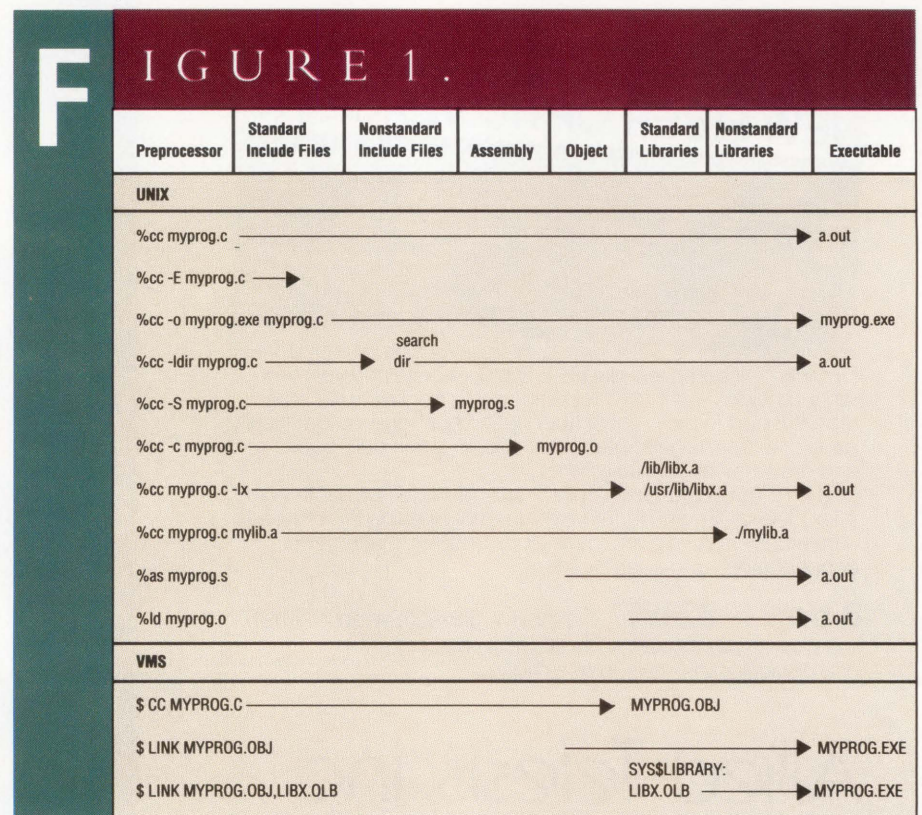 FIGURE 1.
Preprocessor Standard Include Files Nonstandard Include Files Assembly Object Standard Libraries Nonstandard Libraries Executable
UNIX
%cc myprog.c a.out
%cc -E myprog.c
%cc -o myprog.exe myprog.c myprog.exe
search
%cc -Idir myprog.c dir a.out
%cc -S myprog.c myprog.s
%cc -c myprog.c myprog.o
/lib/libx.a
%cc myprog.c -lx /usr/lib/libx.a a.out
%cc myprog.c mylib.a ./mylib.a
%as myprog.s a.out
%ld myprog.o a.out
VMS
$ CC MYPROG.C MYPROG.OBJ
$ LINK MYPROG.OBJ MYPROG.EXE
SYS$LIBRARY:
$ LINK MYPROG.OBJ,LIBX.OLB LIBX.OLB MYPROG.EXE